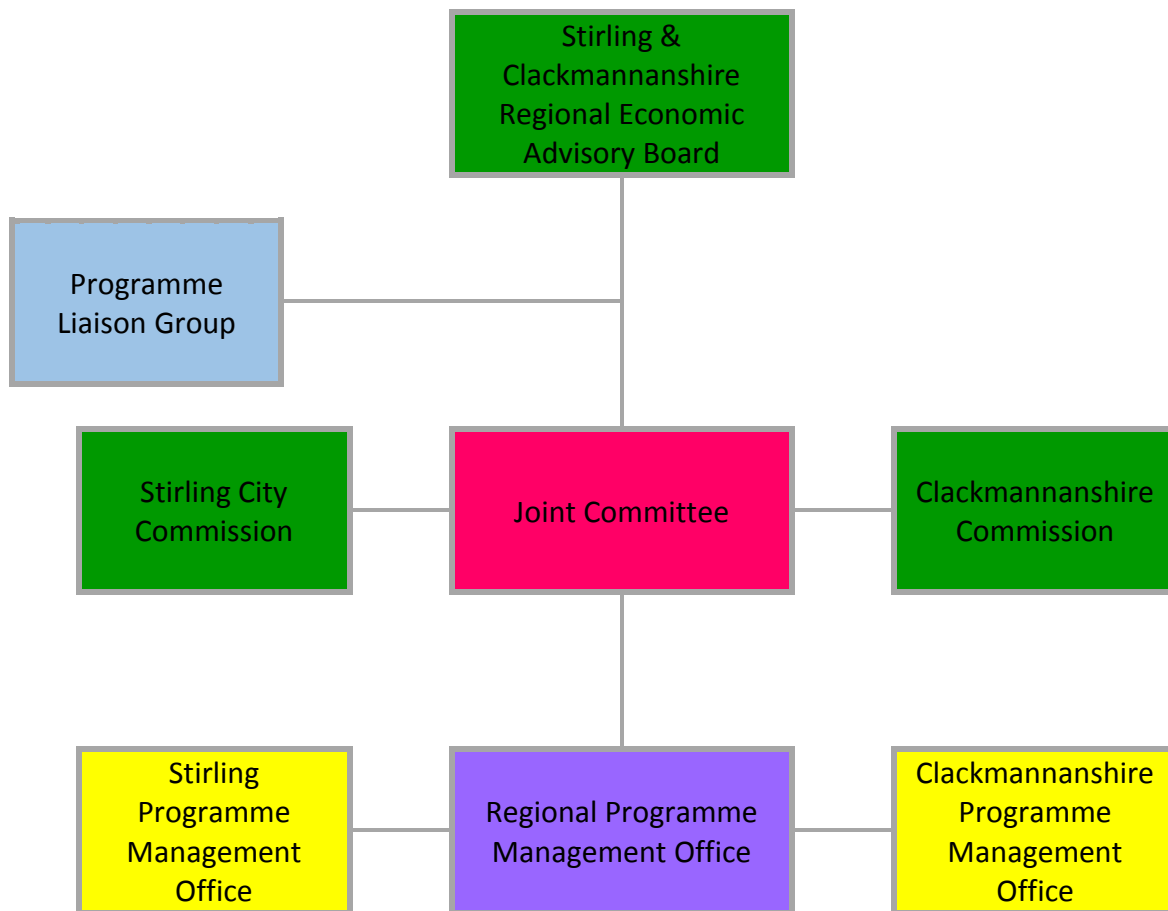 Stirling &
Clackmannanshire
Regional Economic
Advisory Board
Programme
Liaison Group
Stirling City
Commission
Joint Committee
Clackmannanshire
Commission
Stirling
Programme
Management
Office
Regional Programme
Management Office
Clackmannanshire
Programme
Management
Office